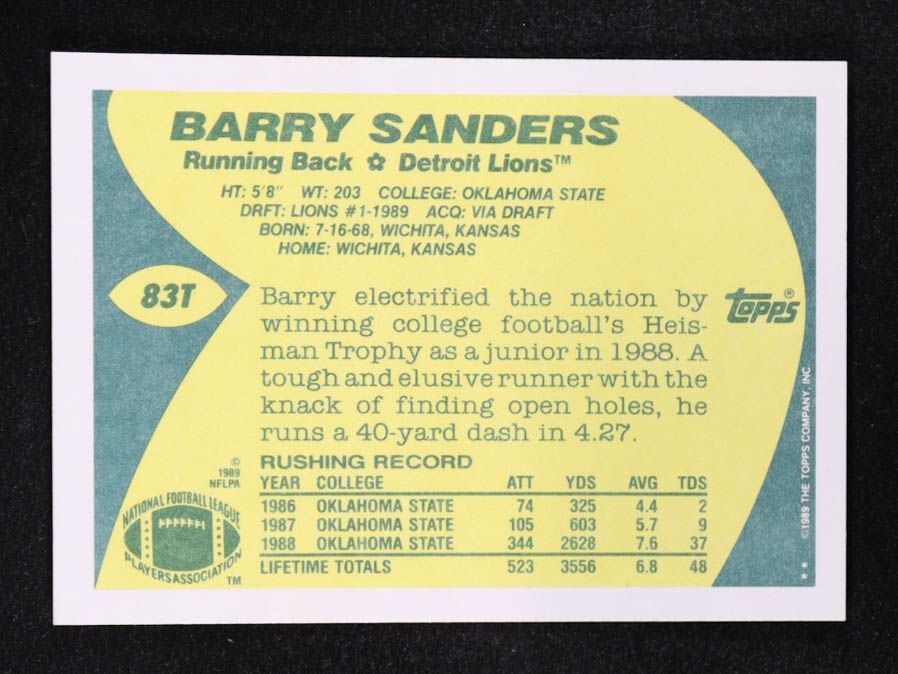 BARRY SANDERS
Running Back ✿ Detroit Lions™
HT: 5'8" WT: 203 COLLEGE: OKLAHOMA STATE
DRFT: LIONS #1-1989 ACQ: VIA DRAFT
BORN: 7-16-68, WICHITA, KANSAS
HOME: WICHITA, KANSAS
83T
Barry electrified the nation by
winning college football's Heis-
man Trophy as a junior in 1988. A
tough and elusive runner with the
knack of finding open holes, he
runs a 40-yard dash in 4.27.
TOPPS®
RUSHING RECORD
YEAR COLLEGE ATT YDS AVG TDS
1986 OKLAHOMA STATE 74 325 4.4 2
1987 OKLAHOMA STATE 105 603 5.7 9
1988 OKLAHOMA STATE 344 2628 7.6 37
LIFETIME TOTALS 523 3556 6.8 48
©
1989
NFLPA
NATIONAL FOOTBALL LEAGUE
PLAYERS ASSOCIATION
TM
©1989 THE TOPPS COMPANY, INC.
**